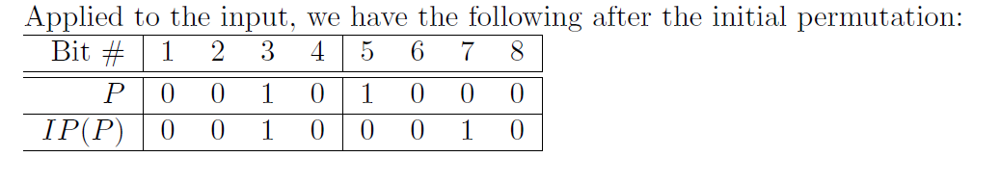 Applied to the input, we have the following after the initial permutation:
Bit # 1 2 3 4 5 6 7 8
P 0 0 1 0 1 0 0 0
IP(P) 0 0 1 0 0 0 1 0